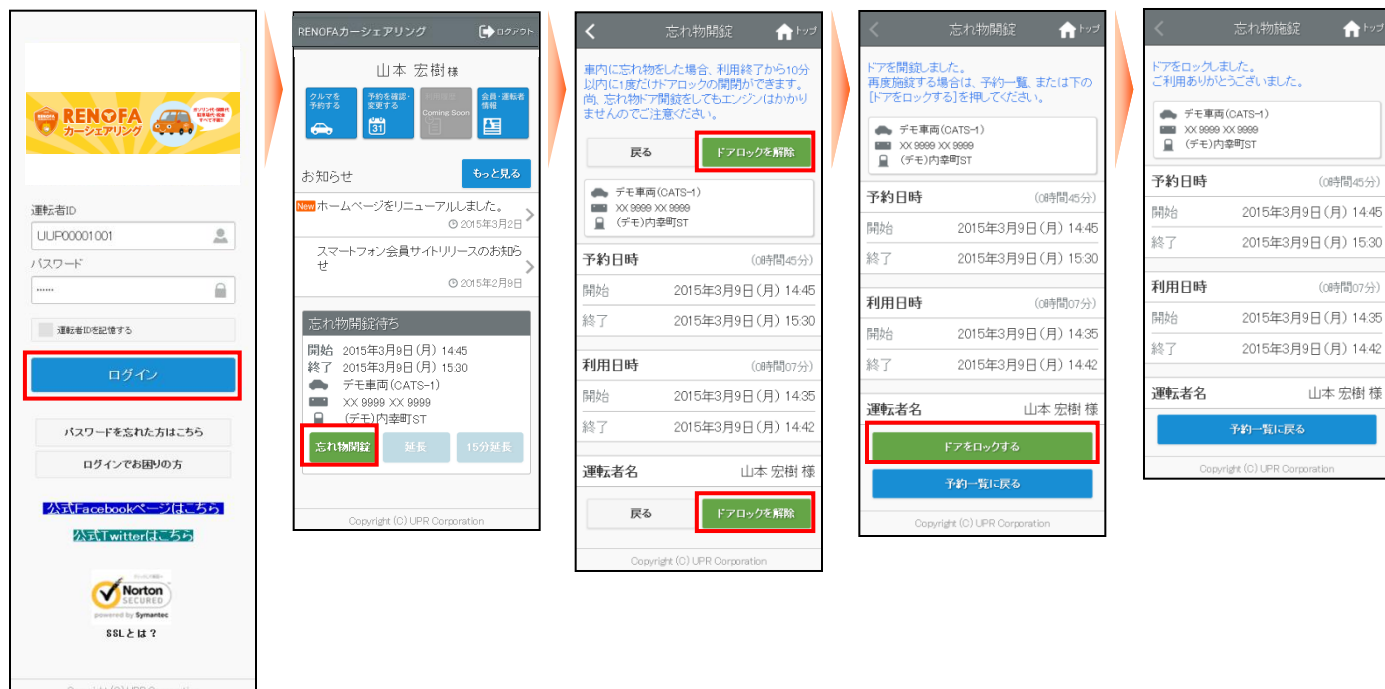 RENOFA
カーシェアリング
運転者ID
UUP00001001
パスワード
••••••
運転者IDを記憶する
ログイン
パスワードを忘れた方はこちら
ログインでお困りの方
公式Facebookページはこちら
公式Twitterはこちら
Norton
SECURED
powered by Symantec
SSLとは?
RENOFAカーシェアリング
ログアウト
山本 宏樹 様
クルマを
予約する
予約を確認・
変更する
31
Coming Soon
会員・運転者
情報
お知らせ
もっと見る
New ホームページをリニューアルしました。
2015年3月2日
スマートフォン会員サイトリリースのお知ら
せ
2015年2月9日
忘れ物開錠待ち
開始 2015年3月9日(月) 14:45
終了 2015年3月9日(月) 15:30
デモ車両(CATS-1)
XX 9999 XX 9999
(デモ)内幸町ST
忘れ物開錠
延長
15分延長
Copyright (C) UPR Corporation
忘れ物開錠
トップ
車内に忘れ物をした場合、利用終了から10分
以内に1度だけドアロックの開閉ができます。
尚、忘れ物ドア開錠をしてもエンジンはかかり
ませんのでご注意ください。
戻る
ドアロックを解除
デモ車両(CATS-1)
XX 9999 XX 9999
(デモ)内幸町ST
予約日時 (0時間45分)
開始 2015年3月9日(月) 14:45
終了 2015年3月9日(月) 15:30
利用日時 (0時間07分)
開始 2015年3月9日(月) 14:35
終了 2015年3月9日(月) 14:42
運転者名 山本 宏樹 様
戻る
ドアロックを解除
Copyright (C) UPR Corporation
忘れ物開錠
トップ
ドアを開錠しました。
再度施錠する場合は、予約一覧、または下の
[ドアをロックする]を押してください。
デモ車両(CATS-1)
XX 9999 XX 9999
(デモ)内幸町ST
予約日時 (0時間45分)
開始 2015年3月9日(月) 14:45
終了 2015年3月9日(月) 15:30
利用日時 (0時間07分)
開始 2015年3月9日(月) 14:35
終了 2015年3月9日(月) 14:42
運転者名 山本 宏樹 様
ドアをロックする
予約一覧に戻る
Copyright (C) UPR Corporation
忘れ物施錠
トップ
ドアをロックしました。
ご利用ありがとうございました。
デモ車両(CATS-1)
XX 9999 XX 9999
(デモ)内幸町ST
予約日時 (0時間45分)
開始 2015年3月9日(月) 14:45
終了 2015年3月9日(月) 15:30
利用日時 (0時間07分)
開始 2015年3月9日(月) 14:35
終了 2015年3月9日(月) 14:42
運転者名 山本 宏樹 様
予約一覧に戻る
Copyright (C) UPR Corporation